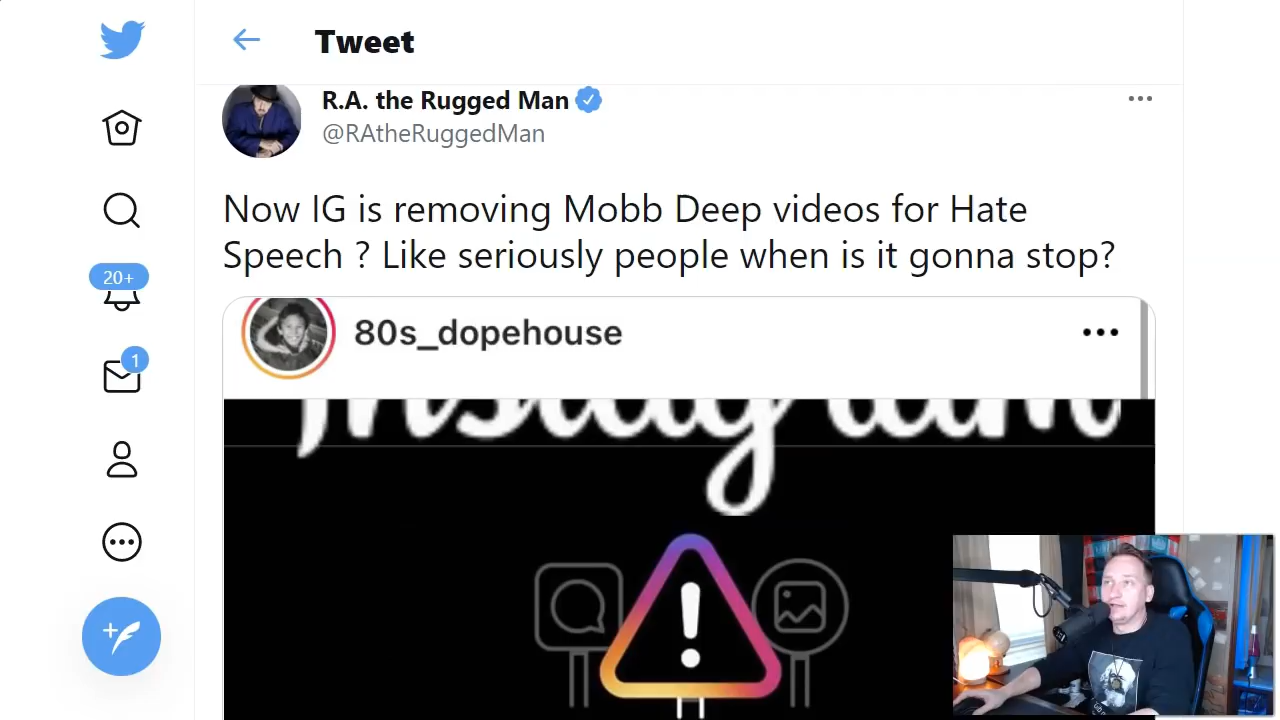 Tweet
R.A. the Rugged Man
@RAtheRuggedMan
Now IG is removing Mobb Deep videos for Hate
Speech ? Like seriously people when is it gonna stop?
20+
1
80s_dopehouse
Instagram